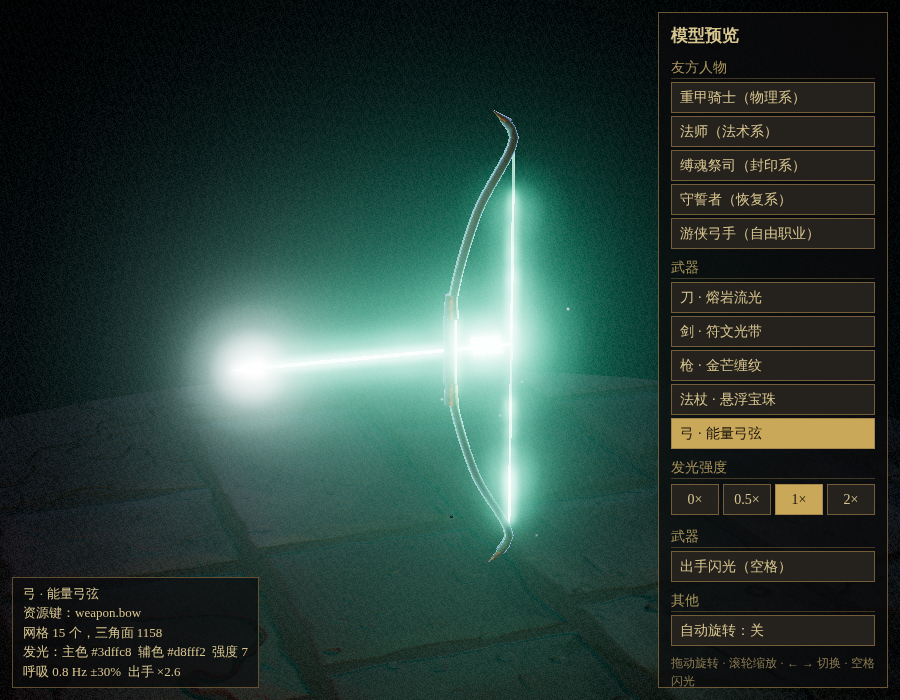 模型预览
友方人物
重甲骑士（物理系）
法师（法术系）
缚魂祭司（封印系）
守誓者（恢复系）
游侠弓手（自由职业）
武器
刀 · 熔岩流光
剑 · 符文光带
枪 · 金芒缠纹
法杖 · 悬浮宝珠
弓 · 能量弓弦
发光强度
0× 0.5× 1× 2×
武器
出手闪光（空格）
其他
自动旋转：关
拖动旋转 · 滚轮缩放 · ← → 切换 · 空格
闪光
弓 · 能量弓弦
资源键：weapon.bow
网格 15 个，三角面 1158
发光：主色 #3dffc8 辅色 #d8fff2 强度 7
呼吸 0.8 Hz ±30% 出手 ×2.6